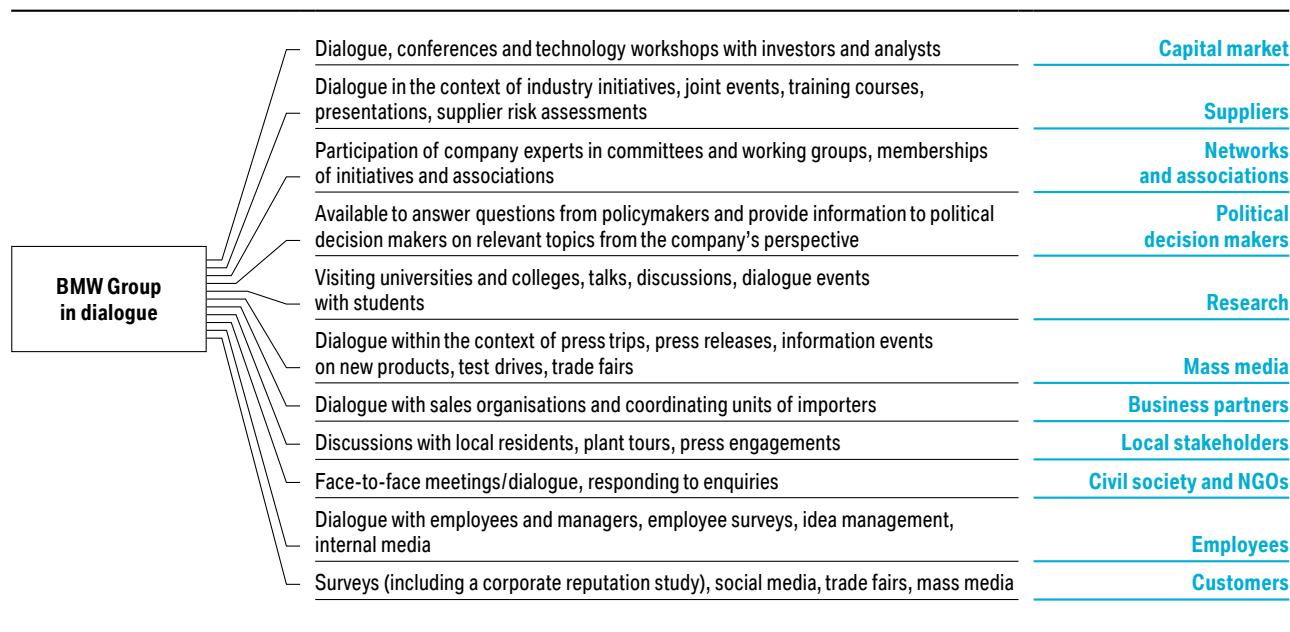 Dialogue, conferences and technology workshops with investors and analysts
Capital market
Dialogue in the context of industry initiatives, joint events, training courses,
presentations, supplier risk assessments
Suppliers
Participation of company experts in committees and working groups, memberships
of initiatives and associations
Networks
and associations
Available to answer questions from policymakers and provide information to political
decision makers on relevant topics from the company’s perspective
Political
decision makers
BMW Group
in dialogue
Visiting universities and colleges, talks, discussions, dialogue events
with students
Research
Dialogue within the context of press trips, press releases, information events
on new products, test drives, trade fairs
Mass media
Dialogue with sales organisations and coordinating units of importers
Business partners
Discussions with local residents, plant tours, press engagements
Local stakeholders
Face-to-face meetings/dialogue, responding to enquiries
Civil society and NGOs
Dialogue with employees and managers, employee surveys, idea management,
internal media
Employees
Surveys (including a corporate reputation study), social media, trade fairs, mass media
Customers